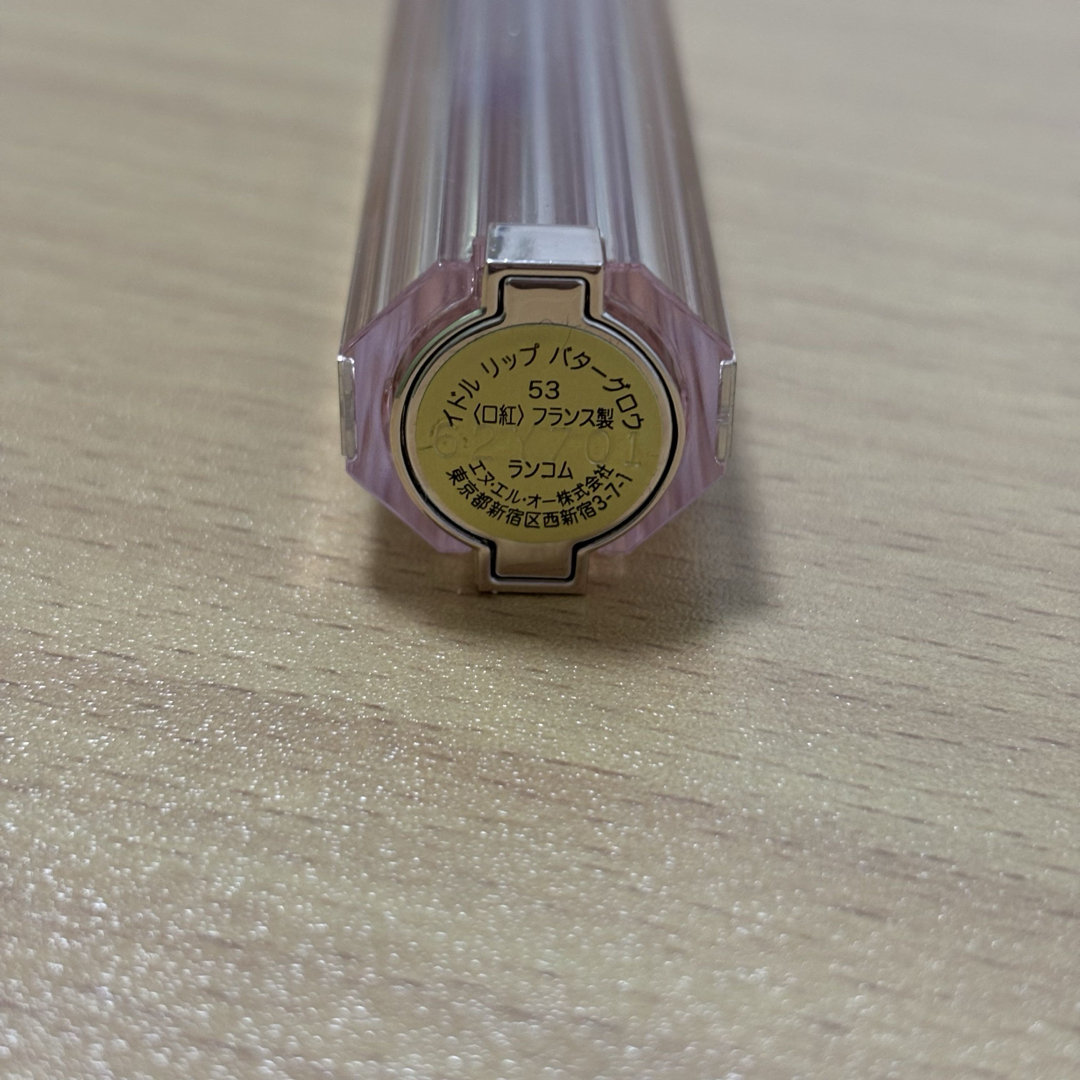 イドル リップ バターグロウ
53
〈口紅〉フランス製
62Y701
ランコム
エヌ・エル・オー株式会社
東京都新宿区西新宿3-7-1